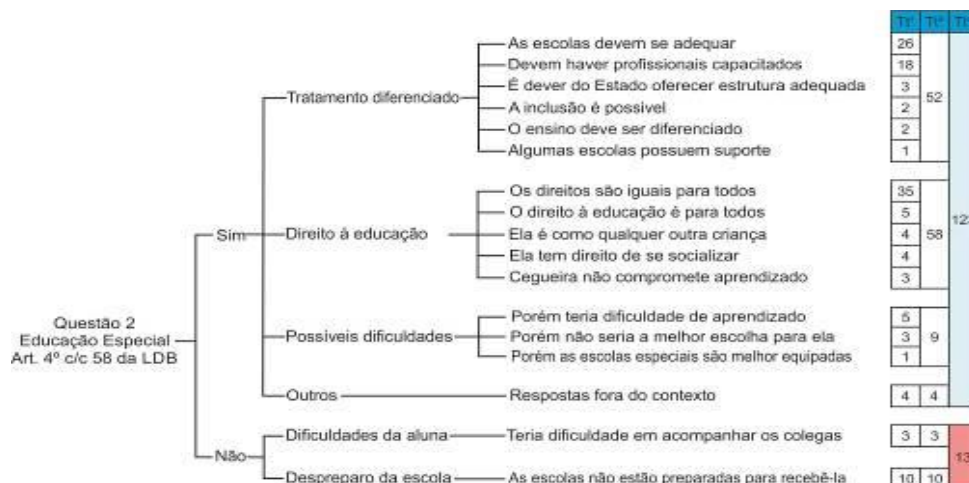 Tt¹ Tt² Tt³
As escolas devem se adequar 26
Devem haver profissionais capacitados 18
É dever do Estado oferecer estrutura adequada 3
Tratamento diferenciado 52
A inclusão é possivel 2
O ensino deve ser diferenciado 2
Algumas escolas possuem suporte 1
Os direitos são iguais para todos 35
O direito à educação é para todos 5
Sim Direito à educação Ela é como qualquer outra criança 4 58
Ela tem direito de se socializar 4
Cegueira não compromete aprendizado 3
Porém teria dificuldade de aprendizado 5
Questão 2
Educação Especial
Art. 4º c/c 58 da LDB
Possíveis dificuldades Porém não seria a melhor escolha para ela 3 9
Porém as escolas especiais são melhor equipadas 1
Outros Respostas fora do contexto 4 4
Dificuldades da aluna Teria dificuldade em acompanhar os colegas 3 3
Não 13
Despreparo da escola As escolas não estão preparadas para recebê-la 10 10